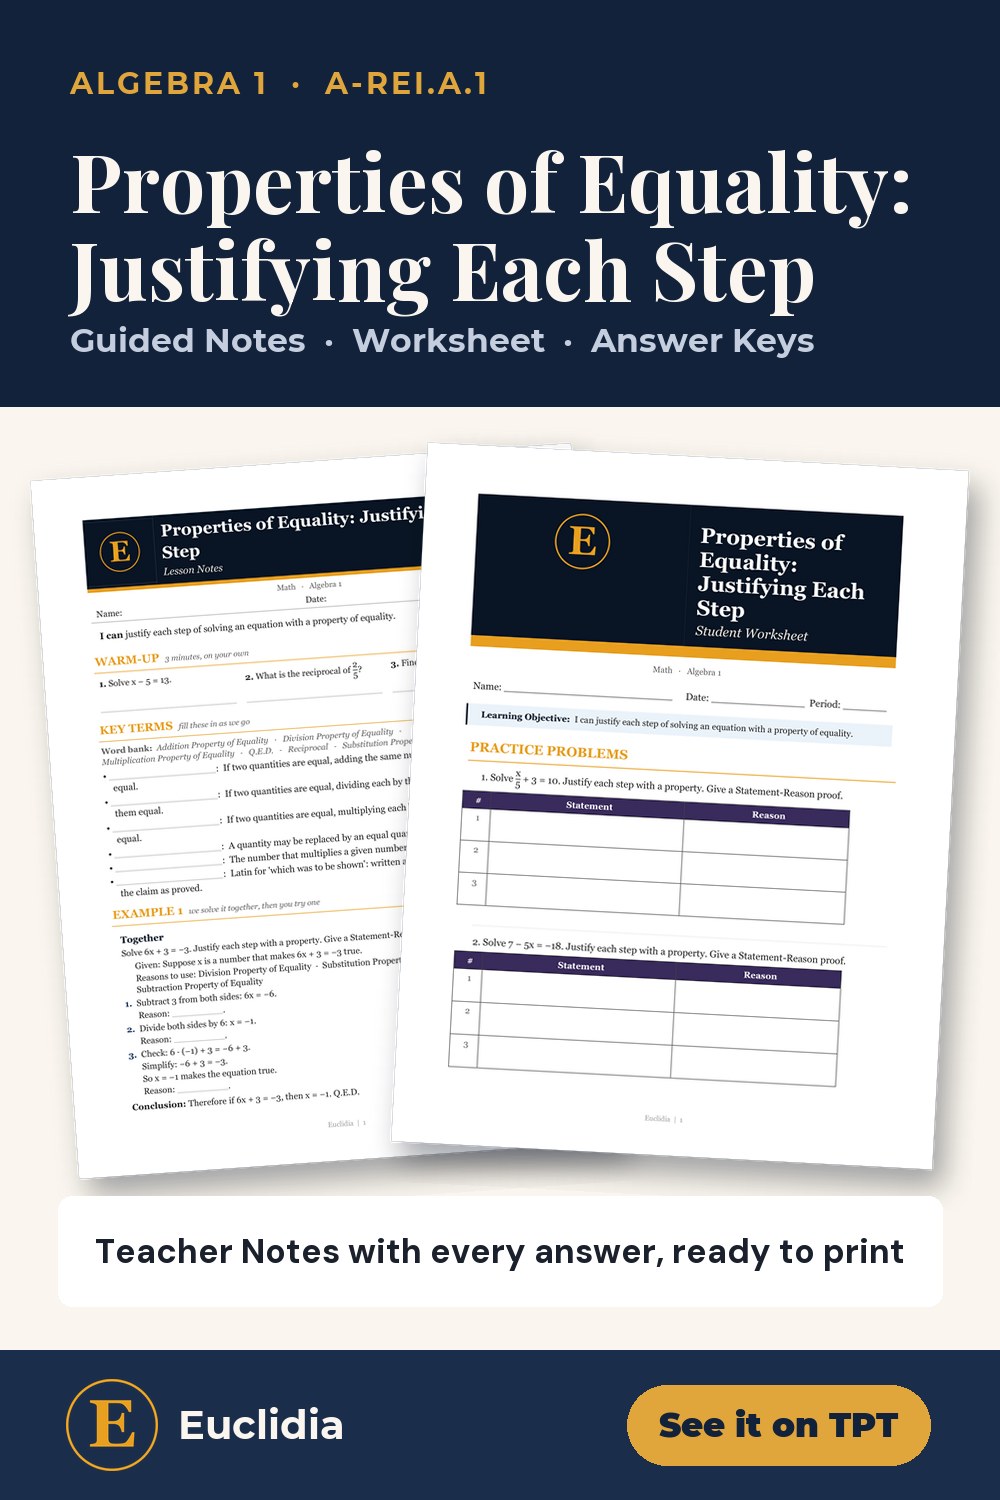 ALGEBRA 1 · A-REI.A.1
Properties of Equality:
Justifying Each Step
Guided Notes · Worksheet · Answer Keys
E
Properties of Equality: Justifyi
Step
Lesson Notes
Math · Algebra 1
Name:
Date:
I can justify each step of solving an equation with a property of equality.
WARM-UP 3 minutes, on your own
1. Solve x − 5 = 13.
2. What is the reciprocal of 2/5?
3. Fin
KEY TERMS fill these in as we go
Word bank: Addition Property of Equality · Division Property of Equality ·
Multiplication Property of Equality · Q.E.D. · Reciprocal · Substitution Prope
• : If two quantities are equal, adding the same nu
equal.
• : If two quantities are equal, dividing each by th
them equal.
• : If two quantities are equal, multiplying each
equal.
• : A quantity may be replaced by an equal qua
• : The number that multiplies a given number
• : Latin for 'which was to be shown': written a
the claim as proved.
EXAMPLE 1 we solve it together, then you try one
Together
Solve 6x + 3 = −3. Justify each step with a property. Give a Statement-Re
Given: Suppose x is a number that makes 6x + 3 = −3 true.
Reasons to use: Division Property of Equality · Substitution Propert
Subtraction Property of Equality
1. Subtract 3 from both sides: 6x = −6.
Reason: .
2. Divide both sides by 6: x = −1.
Reason: .
3. Check: 6 · (−1) + 3 = −6 + 3.
Simplify: −6 + 3 = −3.
So x = −1 makes the equation true.
Reason: .
Conclusion: Therefore if 6x + 3 = −3, then x = −1. Q.E.D.
Euclidia | 1
E
Properties of
Equality:
Justifying Each
Step
Student Worksheet
Math · Algebra 1
Name: Date: Period:
Learning Objective: I can justify each step of solving an equation with a property of equality.
PRACTICE PROBLEMS
1. Solve x/5 + 3 = 10. Justify each step with a property. Give a Statement-Reason proof.
# Statement Reason
1
2
3
2. Solve 7 − 5x = −18. Justify each step with a property. Give a Statement-Reason proof.
# Statement Reason
1
2
3
Euclidia | 1
Teacher Notes with every answer, ready to print
E
Euclidia
See it on TPT